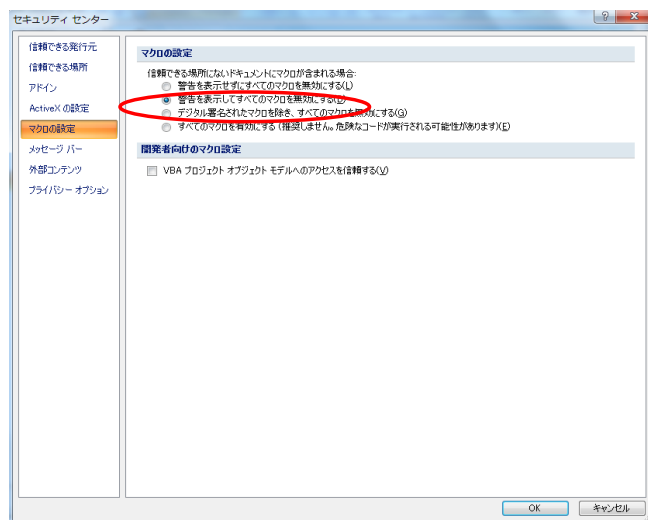 セキュリティ センター
信頼できる発行元
信頼できる場所
アドイン
ActiveX の設定
マクロの設定
メッセージ バー
外部コンテンツ
プライバシー オプション
マクロの設定
信頼できる場所にないドキュメントにマクロが含まれる場合:
警告を表示せずにすべてのマクロを無効にする(L)
警告を表示してすべてのマクロを無効にする(D)
デジタル署名されたマクロを除き、すべてのマクロを無効にする(G)
すべてのマクロを有効にする (推奨しません。危険なコードが実行される可能性があります)(E)
開発者向けのマクロ設定
VBA プロジェクト オブジェクト モデルへのアクセスを信頼する(V)
OK
キャンセル